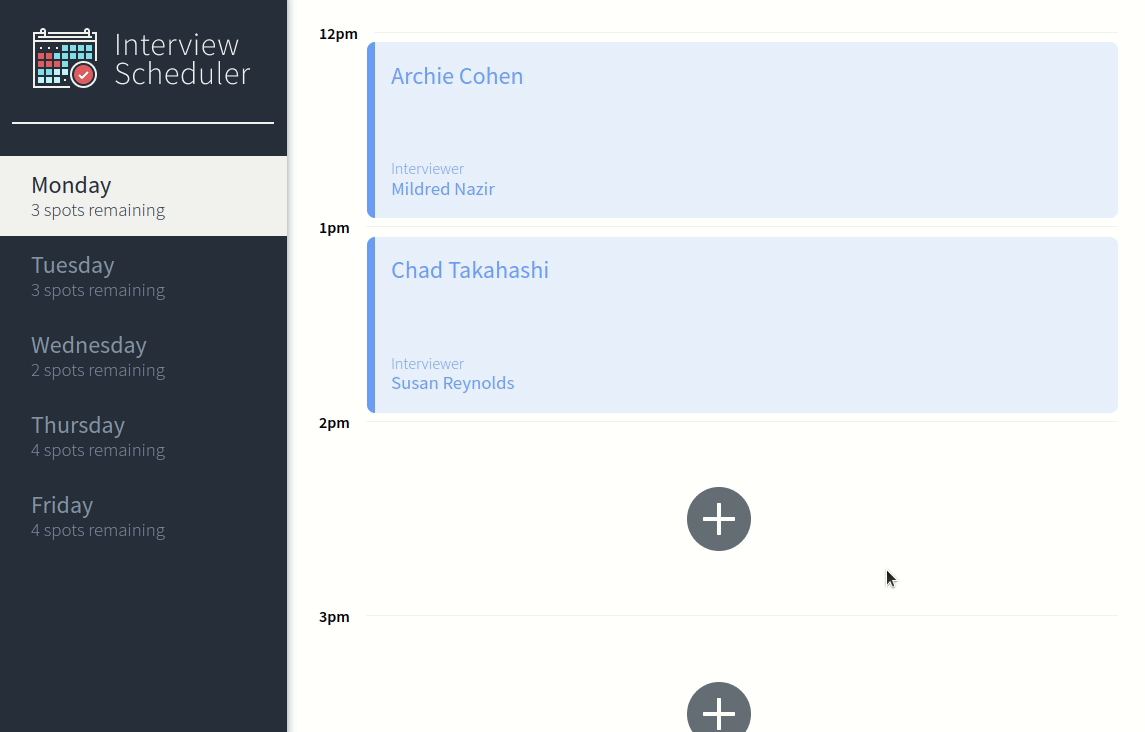 Interview
Scheduler
Monday
3 spots remaining
Tuesday
3 spots remaining
Wednesday
2 spots remaining
Thursday
4 spots remaining
Friday
4 spots remaining
12pm
Archie Cohen
Interviewer
Mildred Nazir
1pm
Chad Takahashi
Interviewer
Susan Reynolds
2pm
3pm